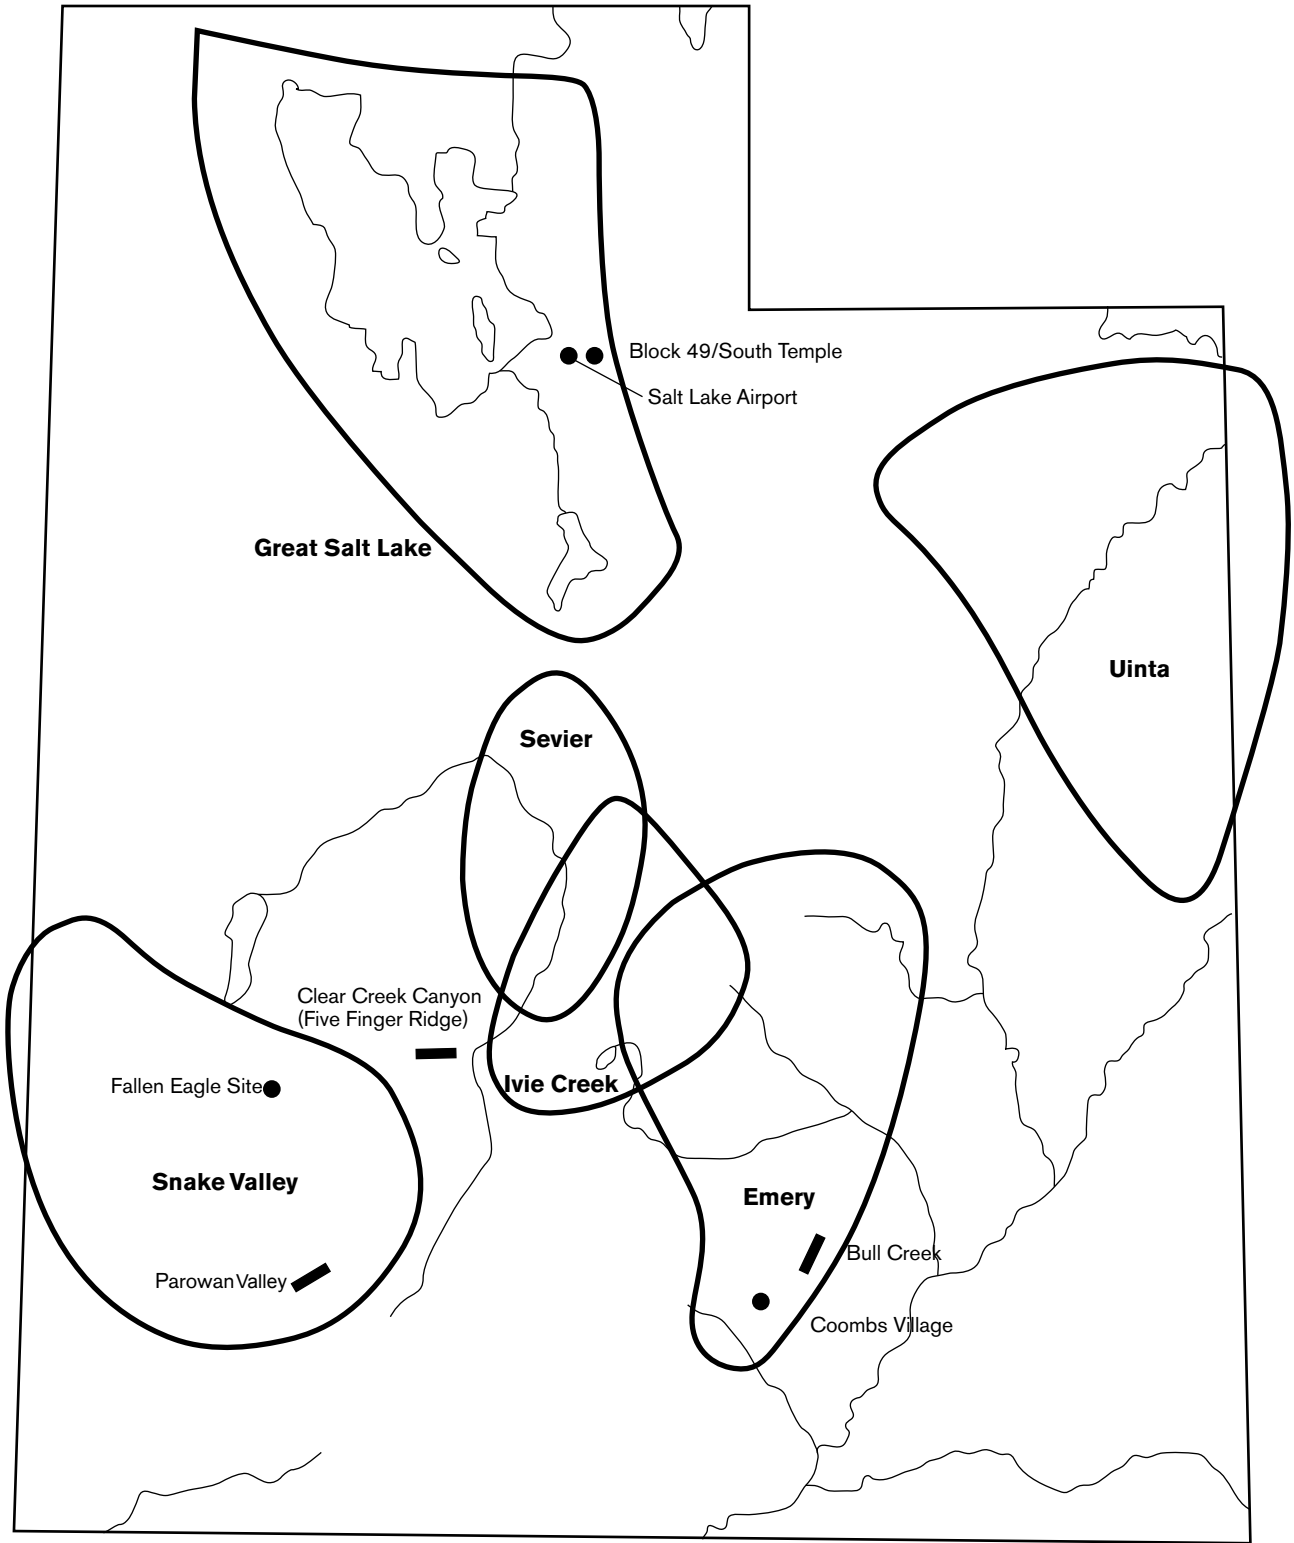 Block 49/South Temple
Salt Lake Airport
Great Salt Lake
Uinta
Sevier
Clear Creek Canyon
(Five Finger Ridge)
Ivie Creek
Fallen Eagle Site
Snake Valley
Emery
Bull Creek
Parowan Valley
Coombs Village